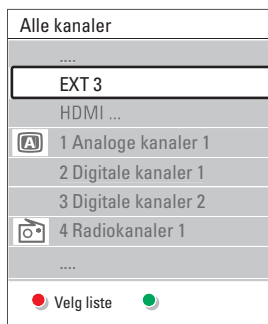 Alle kanaler
....
EXT 3
HDMI ...
A 1 Analoge kanaler 1
2 Digitale kanaler 1
3 Digitale kanaler 2
4 Radiokanaler 1
....
Velg liste